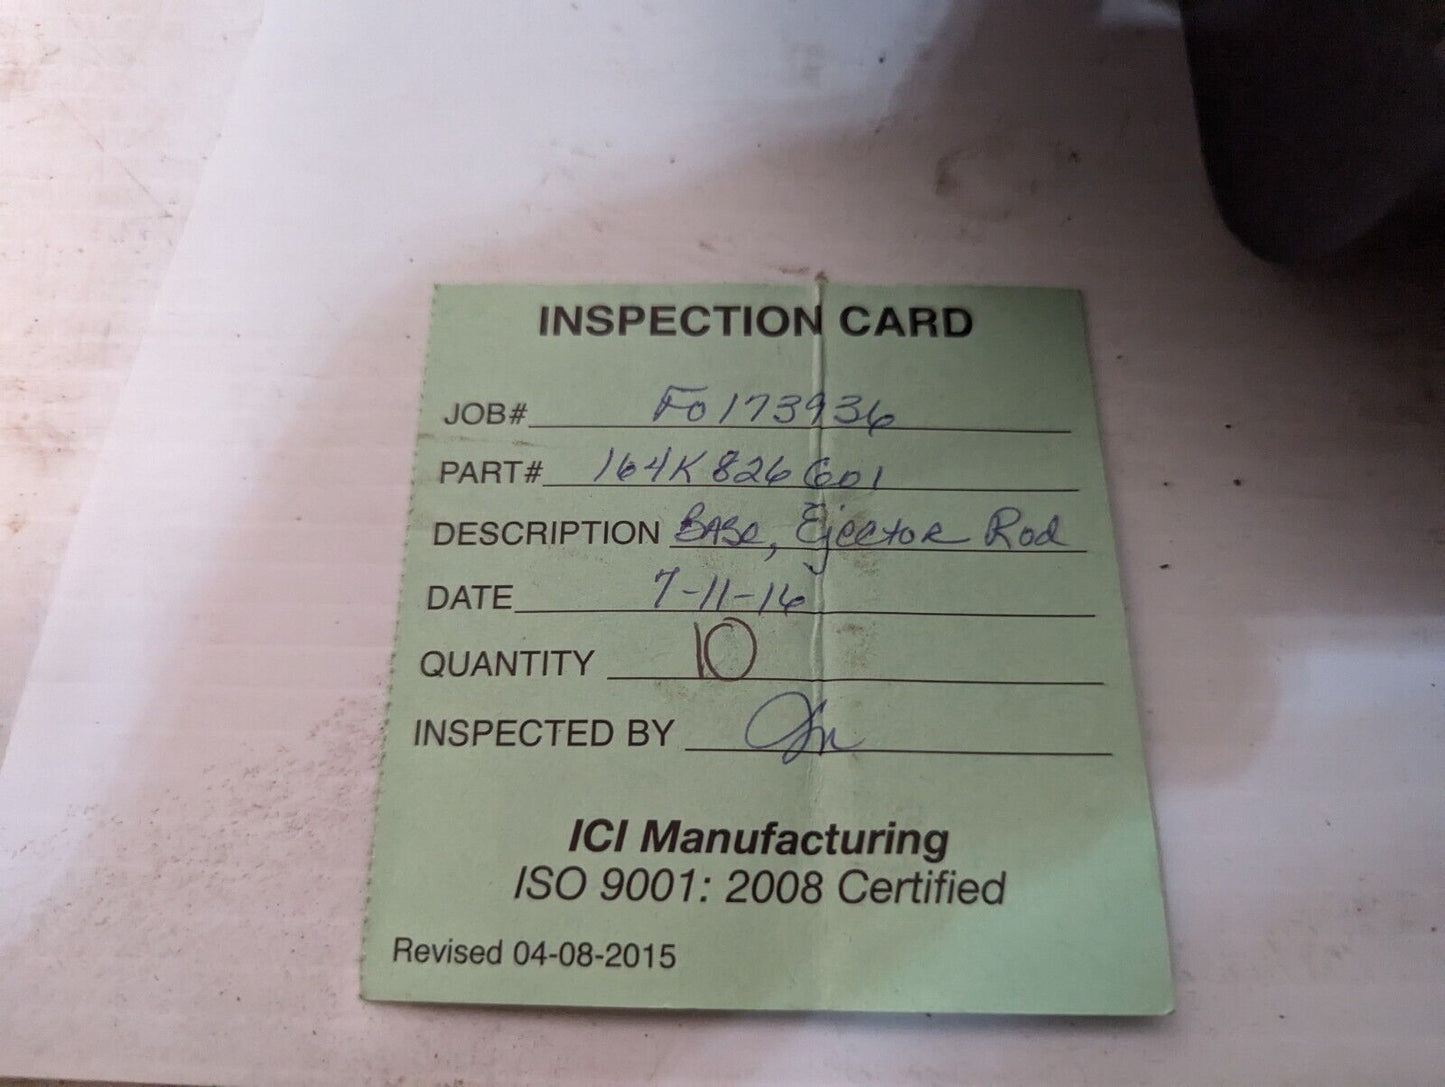 INSPECTION CARD
JOB# F0173936
PART# 164K826G01
DESCRIPTION Base, Ejector Rod
DATE 7-11-16
QUANTITY 10
INSPECTED BY
ICI Manufacturing
ISO 9001: 2008 Certified
Revised 04-08-2015